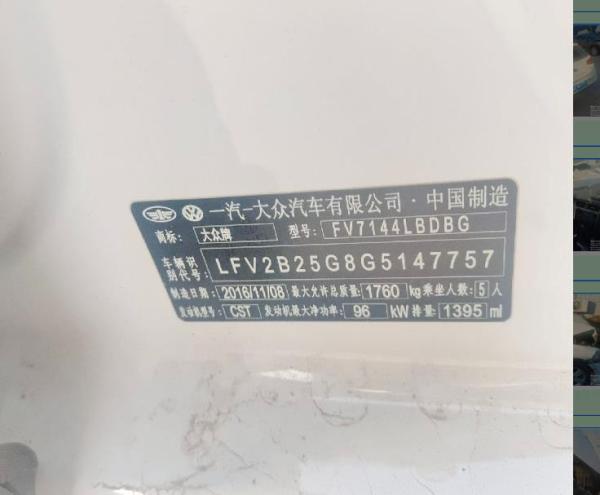 一汽-大众汽车有限公司·中国制造
商标: 大众牌 型号: FV7144LBDBG
车辆识别代号: LFV2B25G8G5147757
制造日期: 2016/11/08 最大允许总质量: 1760 kg 乘坐人数: 5 人
发动机型号: CST 发动机最大净功率: 96 kW 排量: 1395 ml